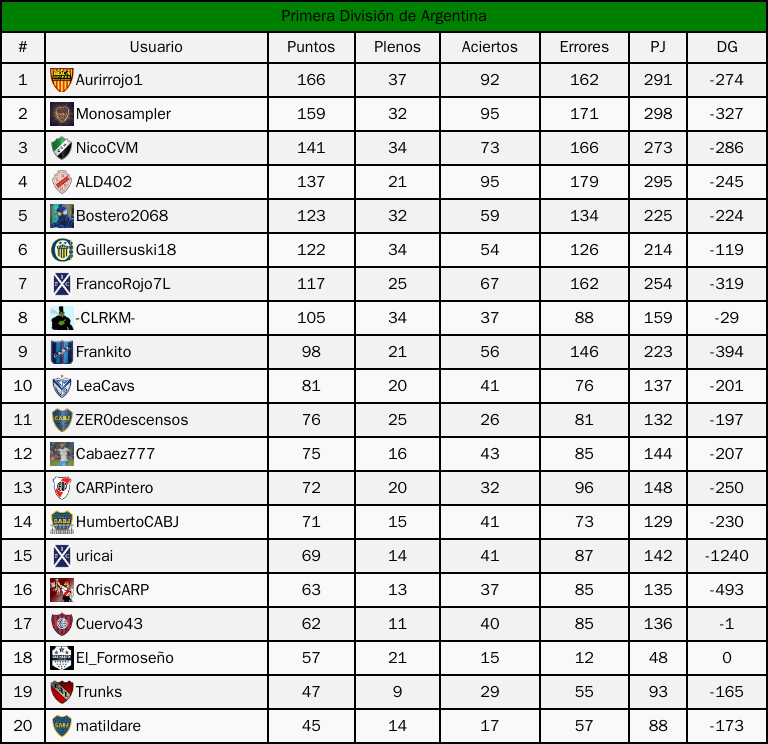 Primera División de Argentina
# Usuario Puntos Plenos Aciertos Errores PJ DG
1 Aurirrojo1 166 37 92 162 291 -274
2 Monosampler 159 32 95 171 298 -327
3 NicoCVM 141 34 73 166 273 -286
4 ALD402 137 21 95 179 295 -245
5 Bostero2068 123 32 59 134 225 -224
6 Guillersuski18 122 34 54 126 214 -119
7 FrancoRojo7L 117 25 67 162 254 -319
8 -CLRKM- 105 34 37 88 159 -29
9 Frankito 98 21 56 146 223 -394
10 LeaCavs 81 20 41 76 137 -201
11 ZER0descensos 76 25 26 81 132 -197
12 Cabaez777 75 16 43 85 144 -207
13 CARPintero 72 20 32 96 148 -250
14 HumbertoCABJ 71 15 41 73 129 -230
15 uricai 69 14 41 87 142 -1240
16 ChrisCARP 63 13 37 85 135 -493
17 Cuervo43 62 11 40 85 136 -1
18 El_Formoseño 57 21 15 12 48 0
19 Trunks 47 9 29 55 93 -165
20 matildare 45 14 17 57 88 -173